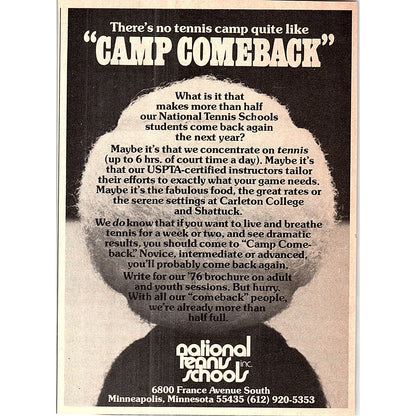 There's no tennis camp quite like
"CAMP COMEBACK"
What is it that
makes more than half
our National Tennis Schools
students come back again
the next year?
Maybe it's that we concentrate on tennis
(up to 6 hrs. of court time a day). Maybe it's
that our USPTA-certified instructors tailor
their efforts to exactly what your game needs.
Maybe it's the fabulous food, the great rates or
the serene settings at Carleton College
and Shattuck.
We do know that if you want to live and breathe
tennis for a week or two, and see dramatic
results, you should come to "Camp Come-
back." Novice, intermediate or advanced,
you'll probably come back again.
Write for our '76 brochure on adult
and youth sessions. But hurry.
With all our "comeback" people,
we're already more than
half full.
national
tennis inc.
schools
6800 France Avenue South
Minneapolis, Minnesota 55435 (612) 920-5353